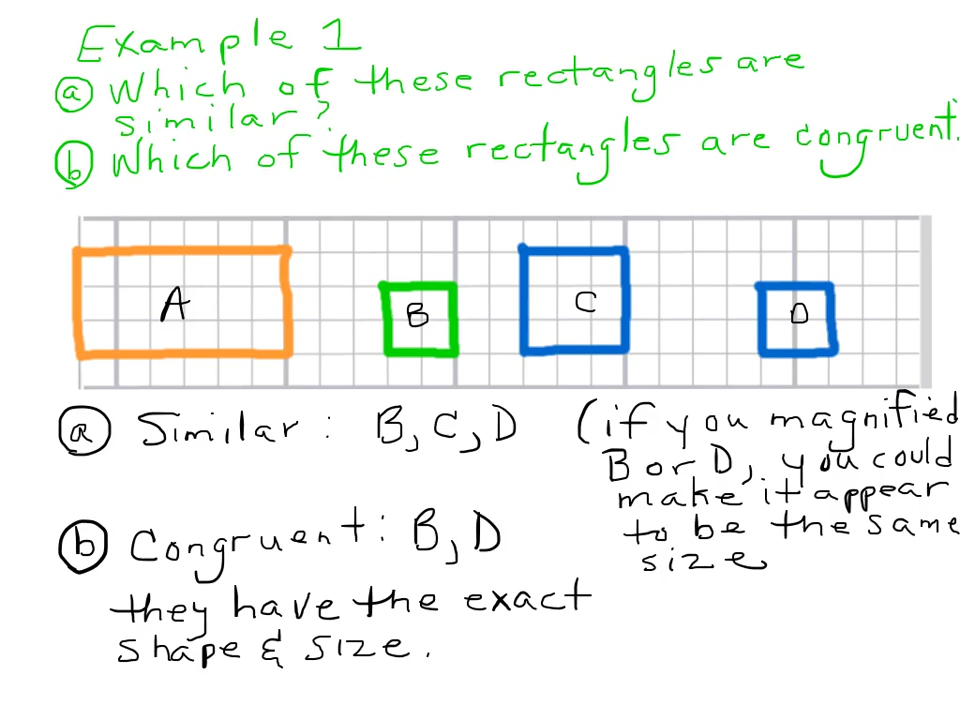 Example 1
ⓐ Which of these rectangles are
similar?
ⓑ Which of these rectangles are congruent.
A
B
C
D
ⓐ Similar: B, C, D (if you magnified
B or D, you could
make it appear
to be the same
size
ⓑ Congruent: B, D
they have the exact
shape & size.